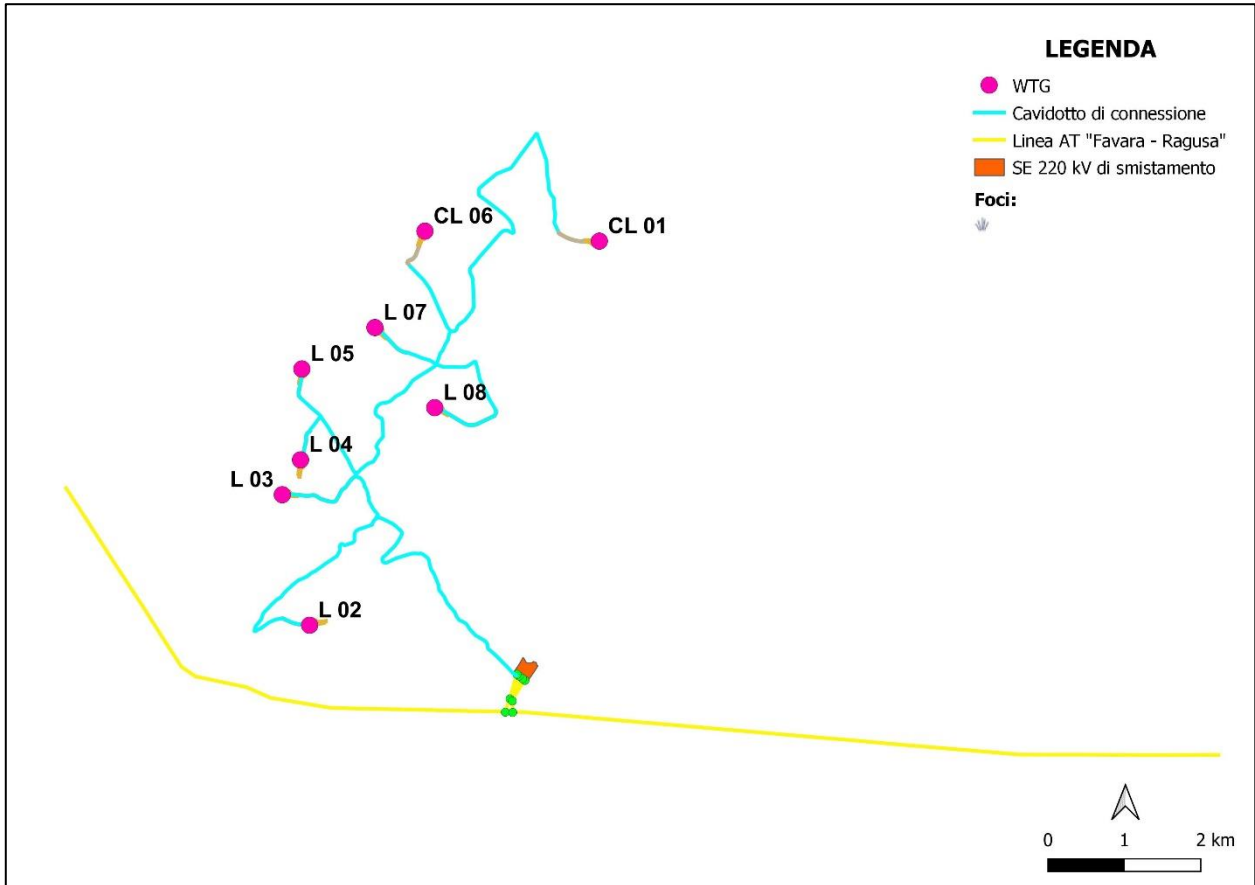 LEGENDA
WTG
Cavidotto di connessione
Linea AT "Favara - Ragusa"
SE 220 kV di smistamento
Foci:
CL 06
CL 01
L 07
L 05
L 08
L 04
L 03
L 02
0 1 2 km